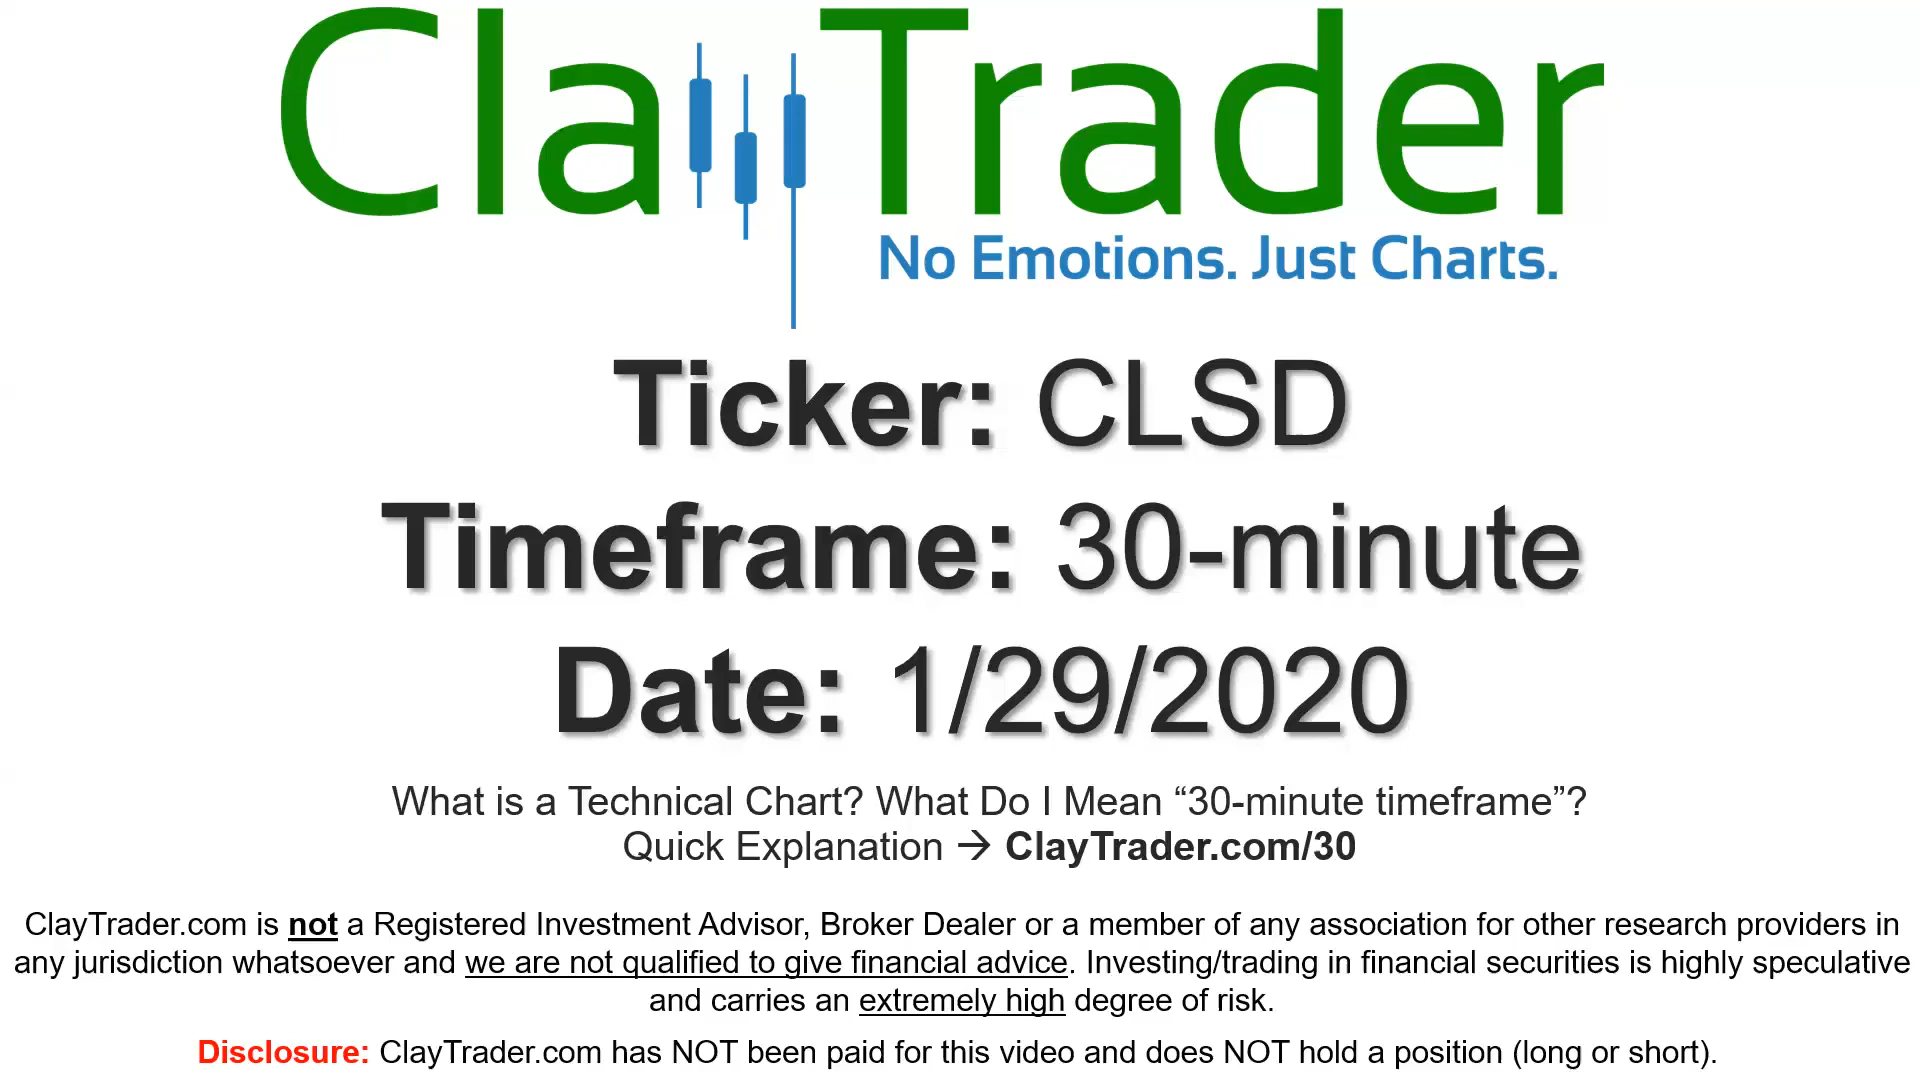 ClayTrader
No Emotions. Just Charts.
Ticker: CLSD
Timeframe: 30-minute
Date: 1/29/2020
What is a Technical Chart? What Do I Mean “30-minute timeframe”?
Quick Explanation → ClayTrader.com/30
ClayTrader.com is not a Registered Investment Advisor, Broker Dealer or a member of any association for other research providers in
any jurisdiction whatsoever and we are not qualified to give financial advice. Investing/trading in financial securities is highly speculative
and carries an extremely high degree of risk.
Disclosure: ClayTrader.com has NOT been paid for this video and does NOT hold a position (long or short).